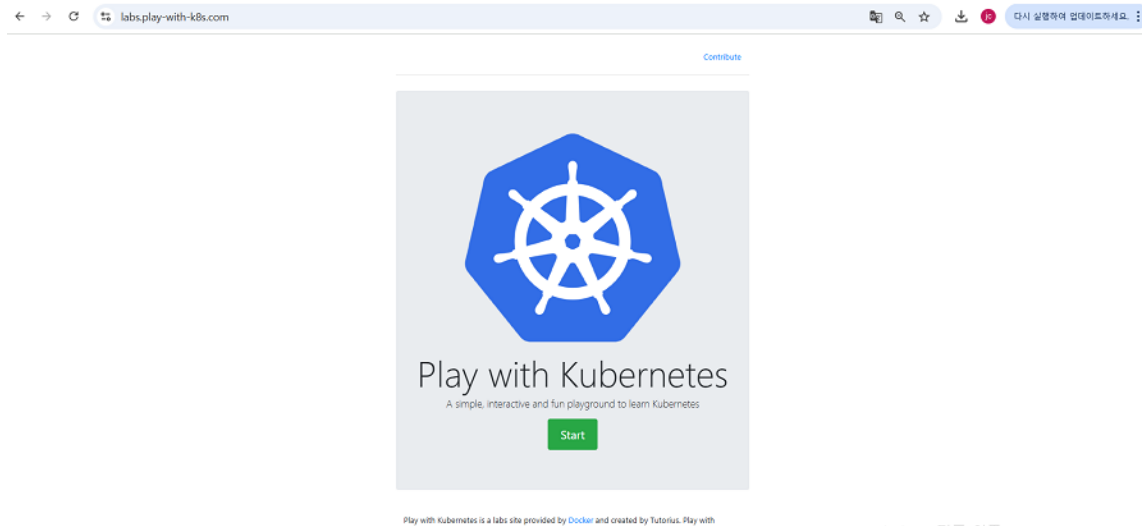 labs.play-with-k8s.com
다시 실행하여 업데이트하세요.
Contribute
Play with Kubernetes
A simple, interactive and fun playground to learn Kubernetes
Start
Play with Kubernetes is a labs site provided by Docker and created by Tutorius. Play with